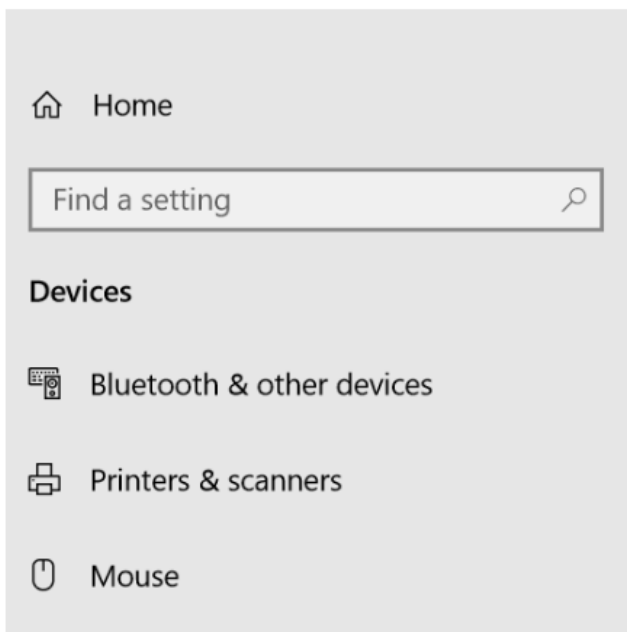 Home
Find a setting
Devices
Bluetooth & other devices
Printers & scanners
Mouse